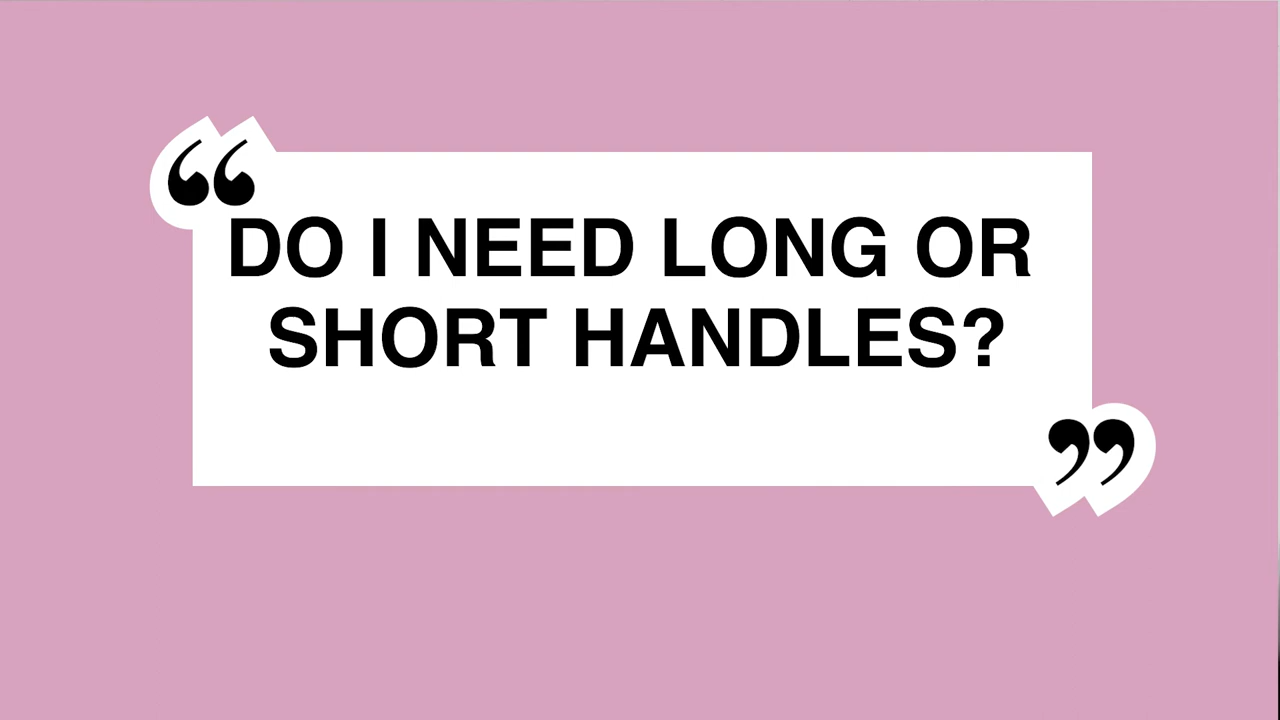 “
DO I NEED LONG OR
SHORT HANDLES?
”